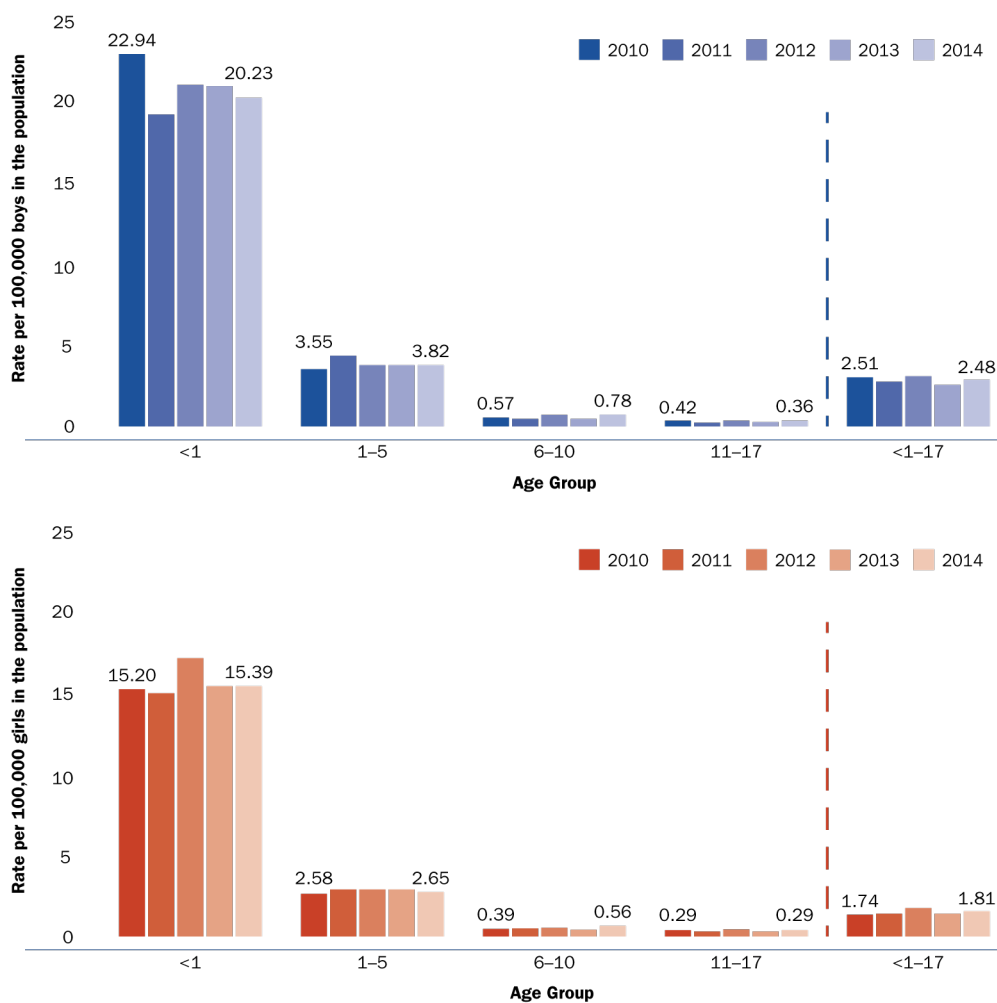 Rate per 100,000 boys in the population
25
20
15
10
5
0
2010 2011 2012 2013 2014
22.94 20.23
3.55 3.82
0.57 0.78
0.42 0.36
2.51 2.48
<1 1–5 6–10 11–17 <1–17
Age Group
Rate per 100,000 girls in the population
25
20
15
10
5
0
2010 2011 2012 2013 2014
15.20 15.39
2.58 2.65
0.39 0.56
0.29 0.29
1.74 1.81
<1 1–5 6–10 11–17 <1–17
Age Group